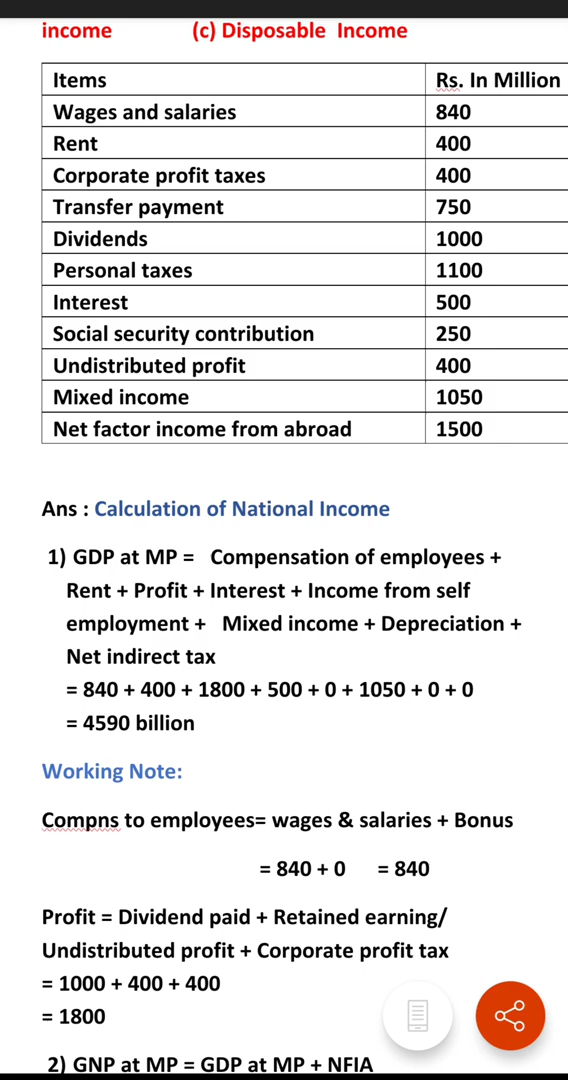 income (c) Disposable Income
Items Rs. In Million
Wages and salaries 840
Rent 400
Corporate profit taxes 400
Transfer payment 750
Dividends 1000
Personal taxes 1100
Interest 500
Social security contribution 250
Undistributed profit 400
Mixed income 1050
Net factor income from abroad 1500
Ans : Calculation of National Income
1) GDP at MP = Compensation of employees +
Rent + Profit + Interest + Income from self
employment + Mixed income + Depreciation +
Net indirect tax
= 840 + 400 + 1800 + 500 + 0 + 1050 + 0 + 0
= 4590 billion
Working Note:
Compns to employees= wages & salaries + Bonus
= 840 + 0 = 840
Profit = Dividend paid + Retained earning/
Undistributed profit + Corporate profit tax
= 1000 + 400 + 400
= 1800
2) GNP at MP = GDP at MP + NFIA